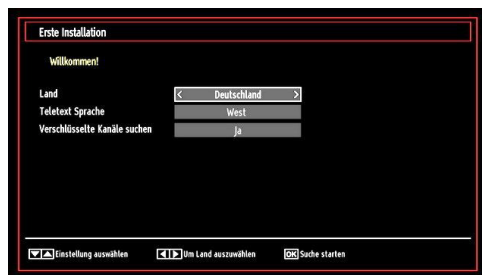 Erste Installation
Willkommen!
Land < Deutschland >
Teletext Sprache West
Verschlüsselte Kanäle suchen Ja
Einstellung auswählen Um Land auszuwählen OK Suche starten